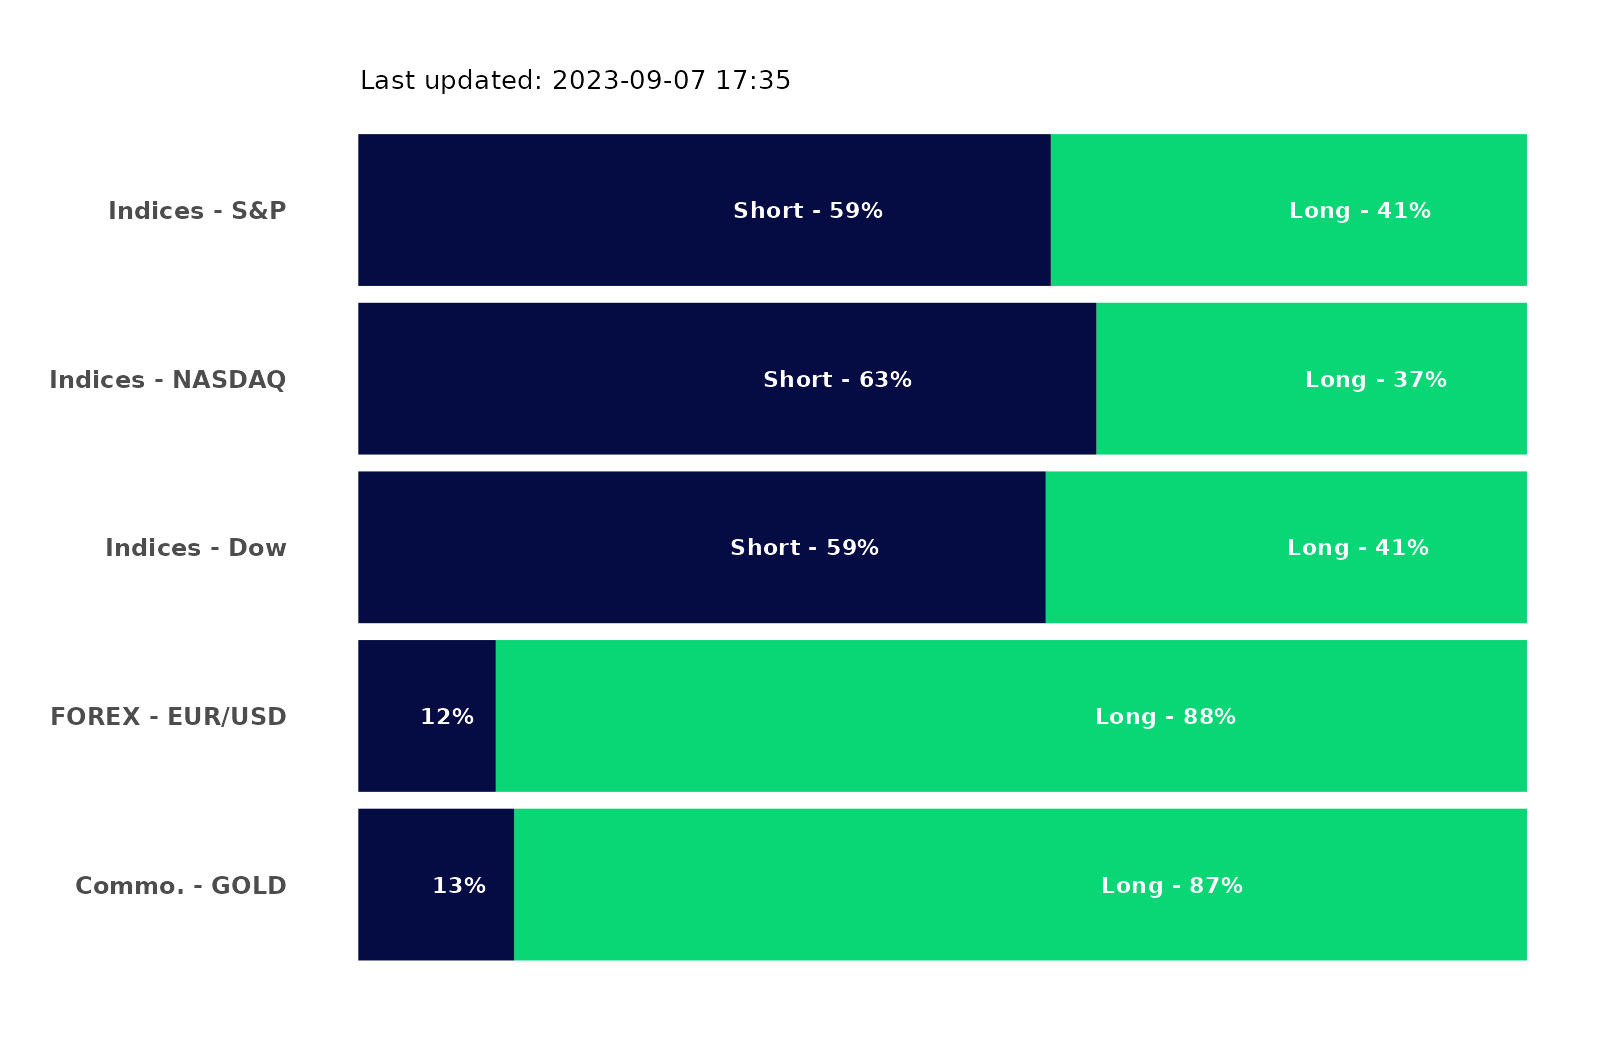 Last updated: 2023-09-07 17:35
Indices - S&P Short - 59% Long - 41%
Indices - NASDAQ Short - 63% Long - 37%
Indices - Dow Short - 59% Long - 41%
FOREX - EUR/USD 12% Long - 88%
Commo. - GOLD 13% Long - 87%